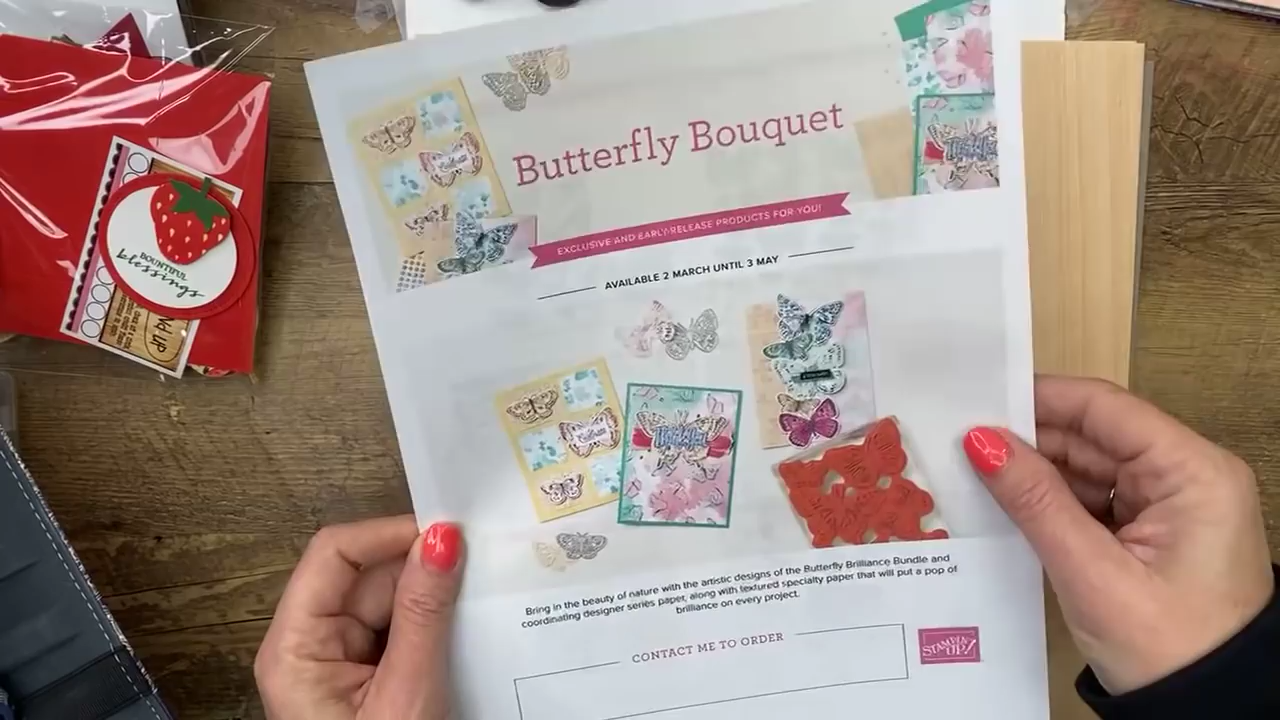 Butterfly Bouquet
EXCLUSIVE AND EARLY-RELEASE PRODUCTS FOR YOU!
AVAILABLE 2 MARCH UNTIL 3 MAY
Bring in the beauty of nature with the artistic designs of the Butterfly Brilliance Bundle and
coordinating designer series paper, along with textured specialty paper that will put a pop of
brilliance on every project.
CONTACT ME TO ORDER
STAMPIN' UP!
BOUNTIFUL
blessings